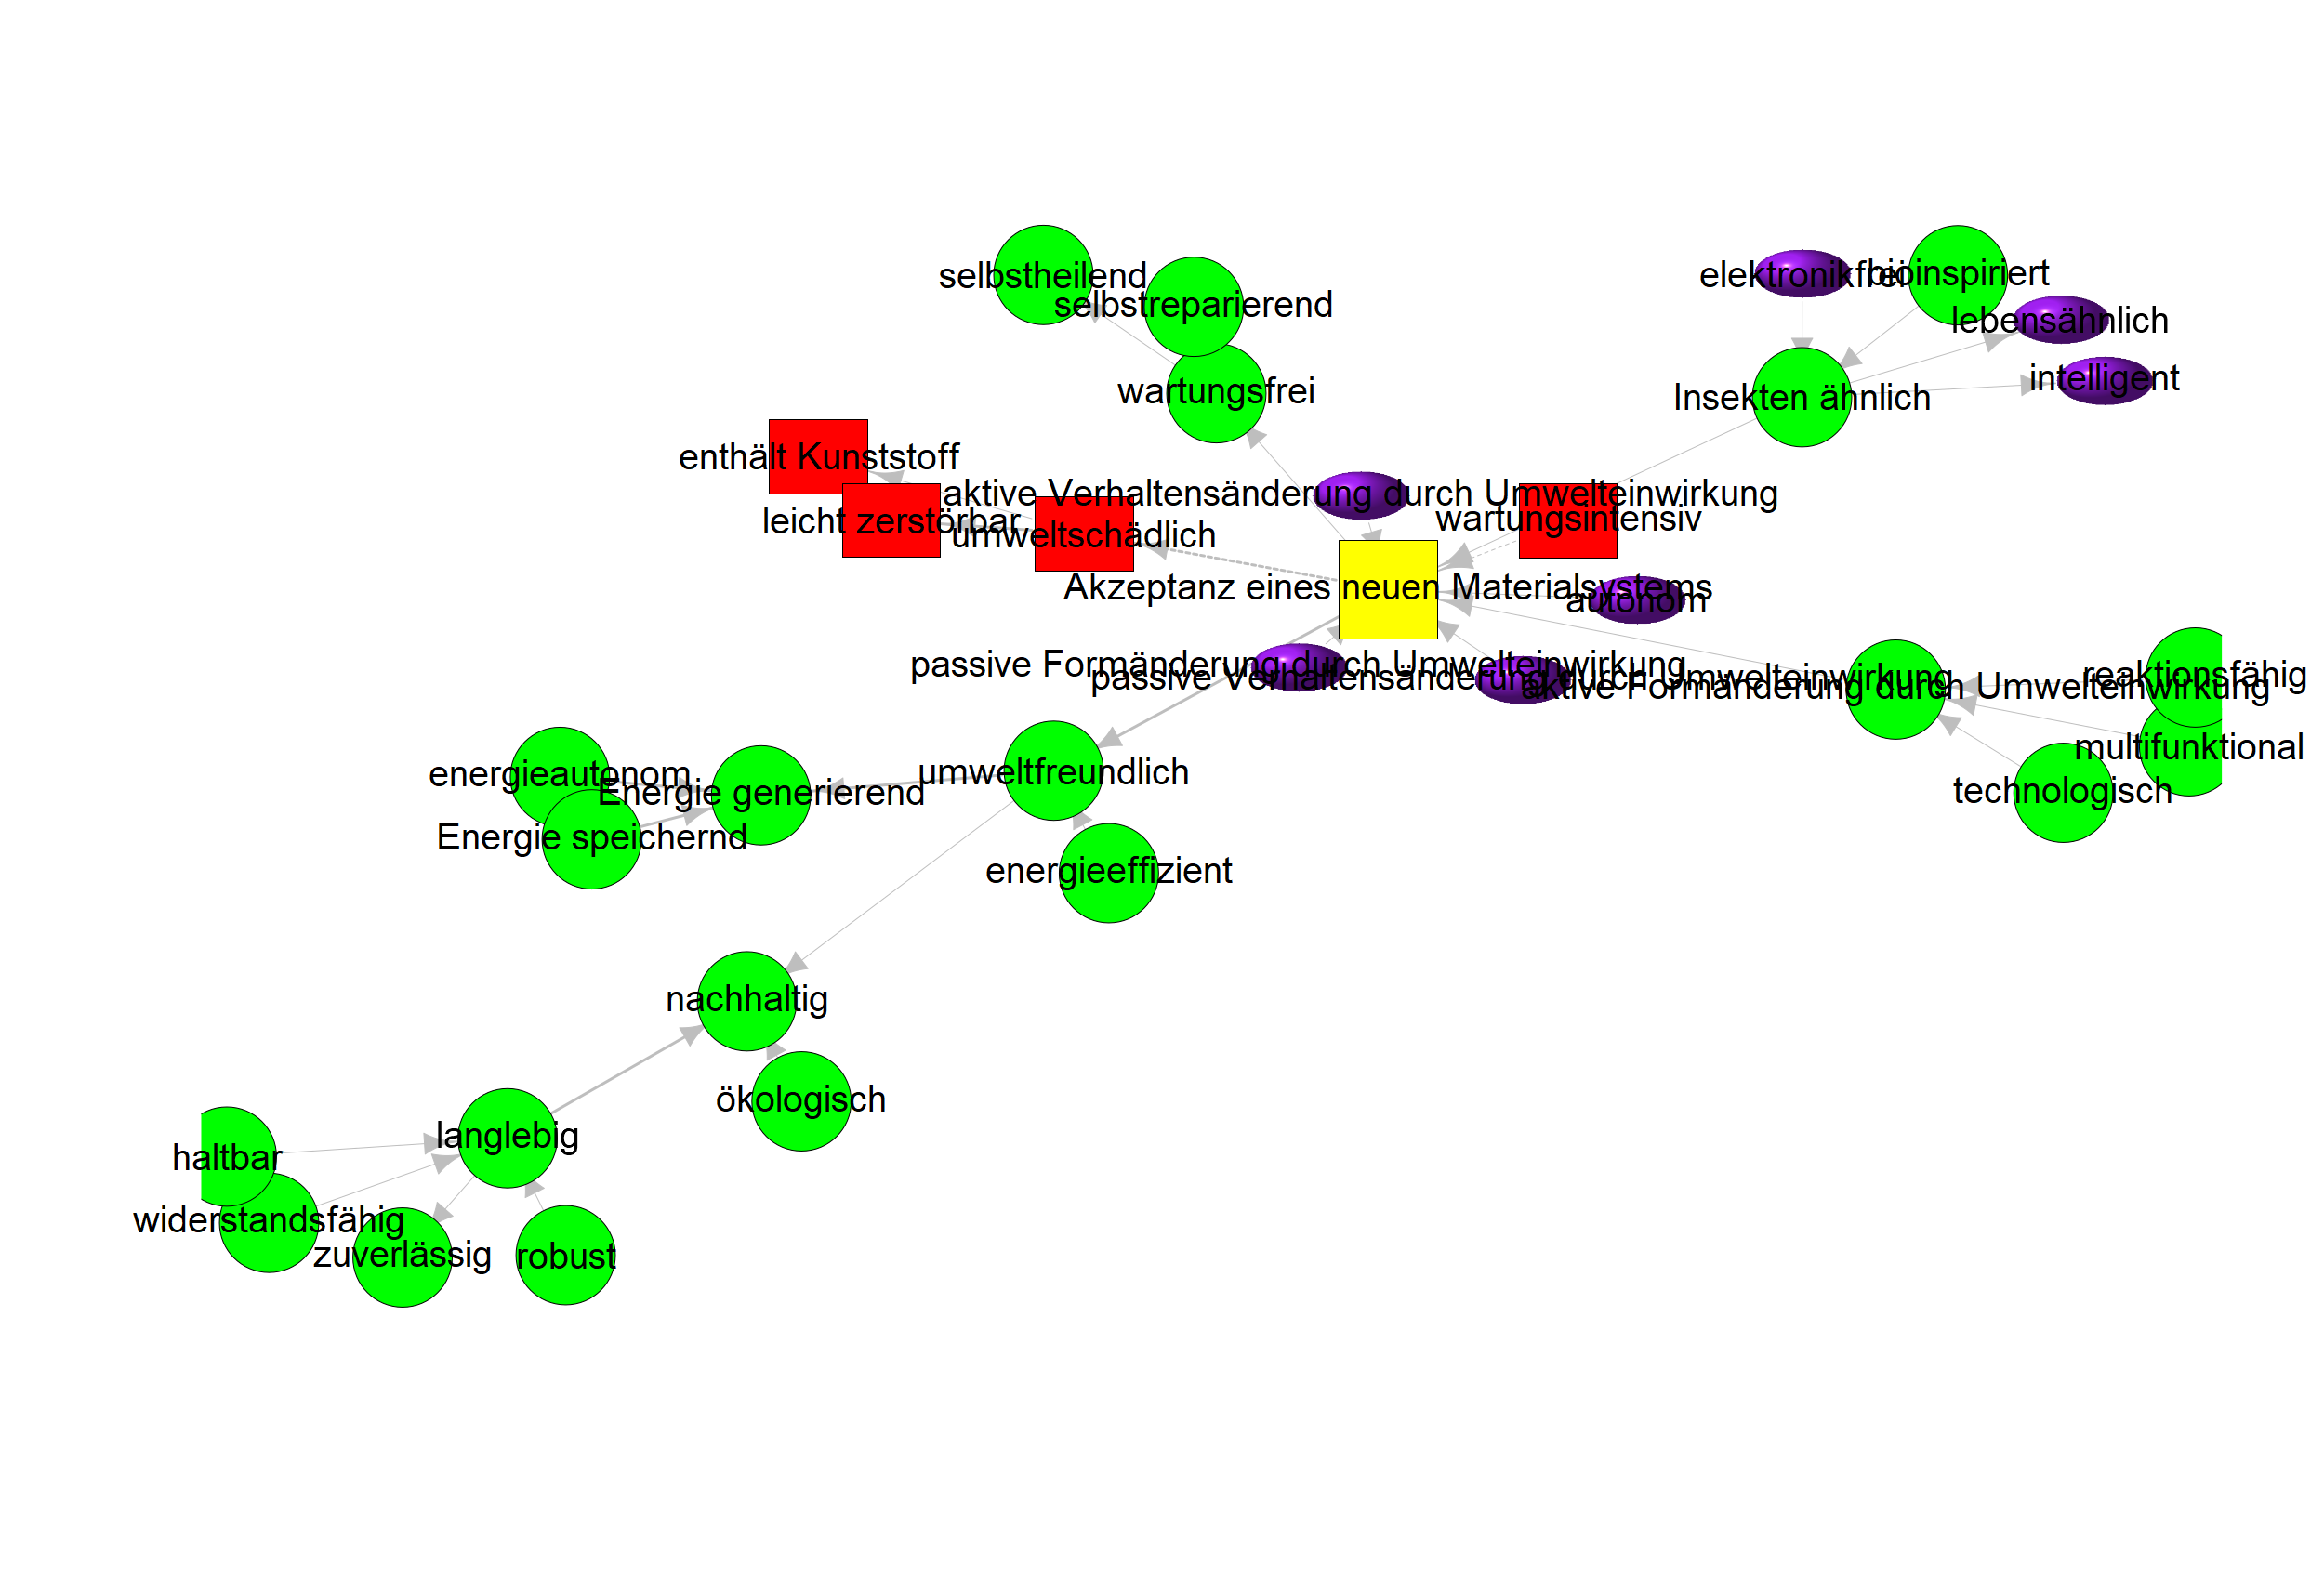 selbstheilend
selbstreparierend
wartungsfrei
elektronikfrei
bioinspiriert
lebensähnlich
intelligent
Insekten ähnlich
enthält Kunststoff
leicht zerstörbar
umweltschädlich
aktive Verhaltensänderung durch Umwelteinwirkung
wartungsintensiv
Akzeptanz eines neuen Materialsystems
autonom
passive Formänderung durch Umwelteinwirkung
passive Verhaltensänderung durch Umwelteinwirkung
aktive Formänderung durch Umwelteinwirkung
reaktionsfähig
multifunktional
technologisch
energieautonom
Energie generierend
umweltfreundlich
Energie speichernd
energieeffizient
nachhaltig
ökologisch
langlebig
haltbar
widerstandsfähig
zuverlässig
robust